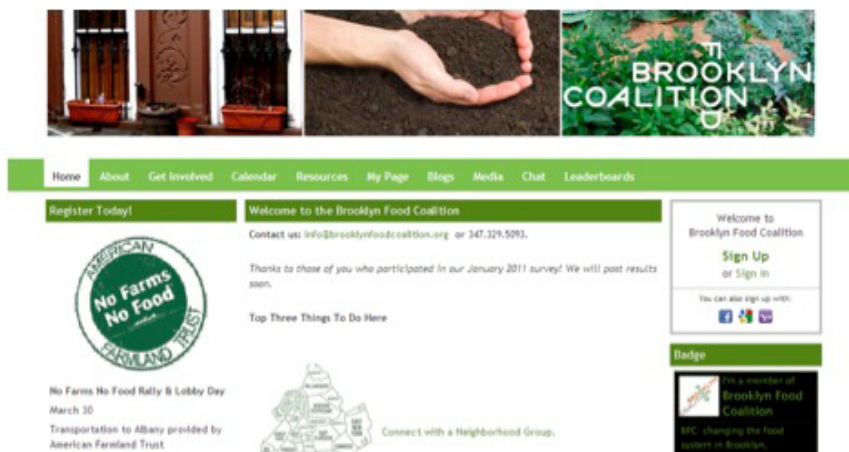 BROOKLYN
FOOD
COALITION
Home About Get Involved Calendar Resources My Page Blogs Media Chat Leaderboards
Register Today!
AMERICAN
No Farms
No Food
FARMLAND TRUST
No Farms No Food Rally & Lobby Day
March 30
Transportation to Albany provided by
American Farmland Trust
Welcome to the Brooklyn Food Coalition
Contact us: info@brooklynfoodcoalition.org or 347.329.5093.
Thanks to those of you who participated in our January 2011 survey! We will post results
soon.
Top Three Things To Do Here
Connect with a Neighborhood Group.
Welcome to
Brooklyn Food Coalition
Sign Up
or Sign In
You can also sign up with:
Badge
I'm a member of
Brooklyn Food
Coalition
BFC - changing the food
system in Brooklyn.